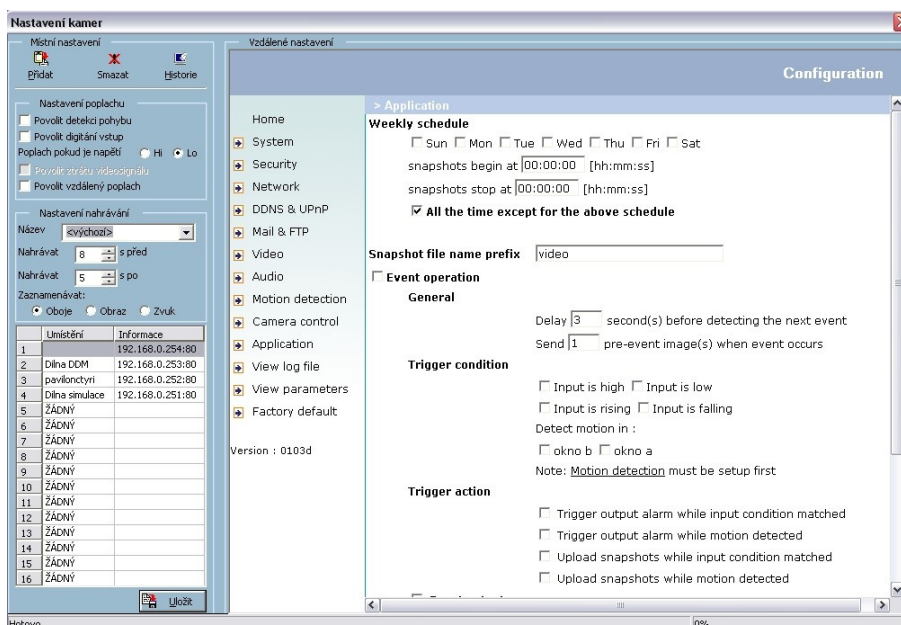 Nastavení kamer
Místní nastavení
Přidat Smazat Historie
Nastavení poplachu
Povolit detekci pohybu
Povolit digitání vstup
Poplach pokud je napětí Hi Lo
Povolit ztrátu videosignálu
Povolit vzdálený poplach
Nastavení nahrávání
Název <výchozí>
Nahrávat 8 s před
Nahrávat 5 s po
Zaznamenávat:
Oboje Obraz Zvuk
Umístění Informace
1 192.168.0.254:80
2 Dílna DDM 192.168.0.253:80
3 pavilonctyri 192.168.0.252:80
4 Dílna simulace 192.168.0.251:80
5 ŽÁDNÝ
6 ŽÁDNÝ
7 ŽÁDNÝ
8 ŽÁDNÝ
9 ŽÁDNÝ
10 ŽÁDNÝ
11 ŽÁDNÝ
12 ŽÁDNÝ
13 ŽÁDNÝ
14 ŽÁDNÝ
15 ŽÁDNÝ
16 ŽÁDNÝ
Uložit
Vzdálené nastavení
Configuration
Home
System
Security
Network
DDNS & UPnP
Mail & FTP
Video
Audio
Motion detection
Camera control
Application
View log file
View parameters
Factory default
Version : 0103d
> Application
Weekly schedule
Sun Mon Tue Wed Thu Fri Sat
snapshots begin at 00:00:00 [hh:mm:ss]
snapshots stop at 00:00:00 [hh:mm:ss]
All the time except for the above schedule
Snapshot file name prefix video
Event operation
General
Delay 3 second(s) before detecting the next event
Send 1 pre-event image(s) when event occurs
Trigger condition
Input is high Input is low
Input is rising Input is falling
Detect motion in :
okno b okno a
Note: Motion detection must be setup first
Trigger action
Trigger output alarm while input condition matched
Trigger output alarm while motion detected
Upload snapshots while input condition matched
Upload snapshots while motion detected
Hotovo 0%